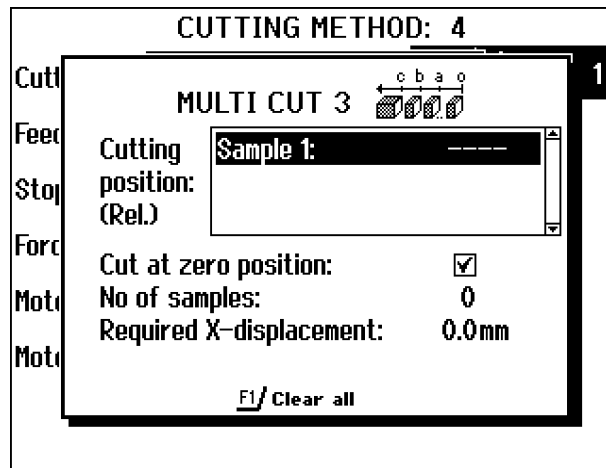 CUTTING METHOD: 4
1
c b a o
MULTI CUT 3
Cutting position: (Rel.)
Sample 1: ----
Cut at zero position:
No of samples: 0
Required X-displacement: 0.0mm
F1/ Clear all